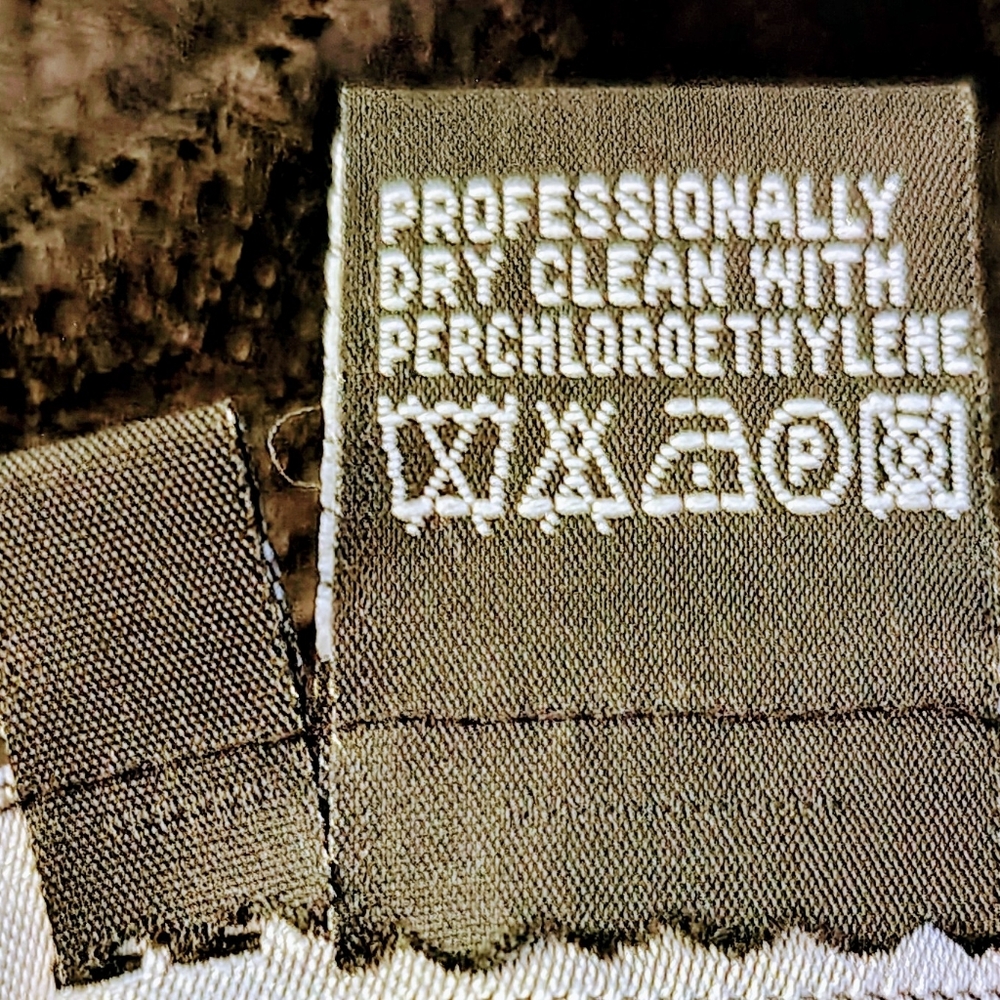 PROFESSIONALLY
DRY CLEAN WITH
PERCHLOROETHYLENE
P